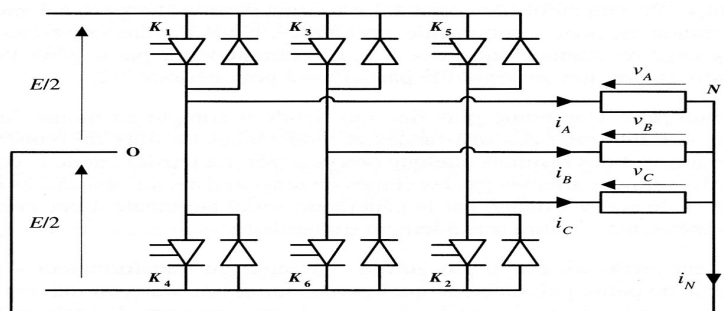 K1 K3 K5
E/2
vA N
iA vB
O
iB vC
E/2
iC
K4 K6 K2
iN